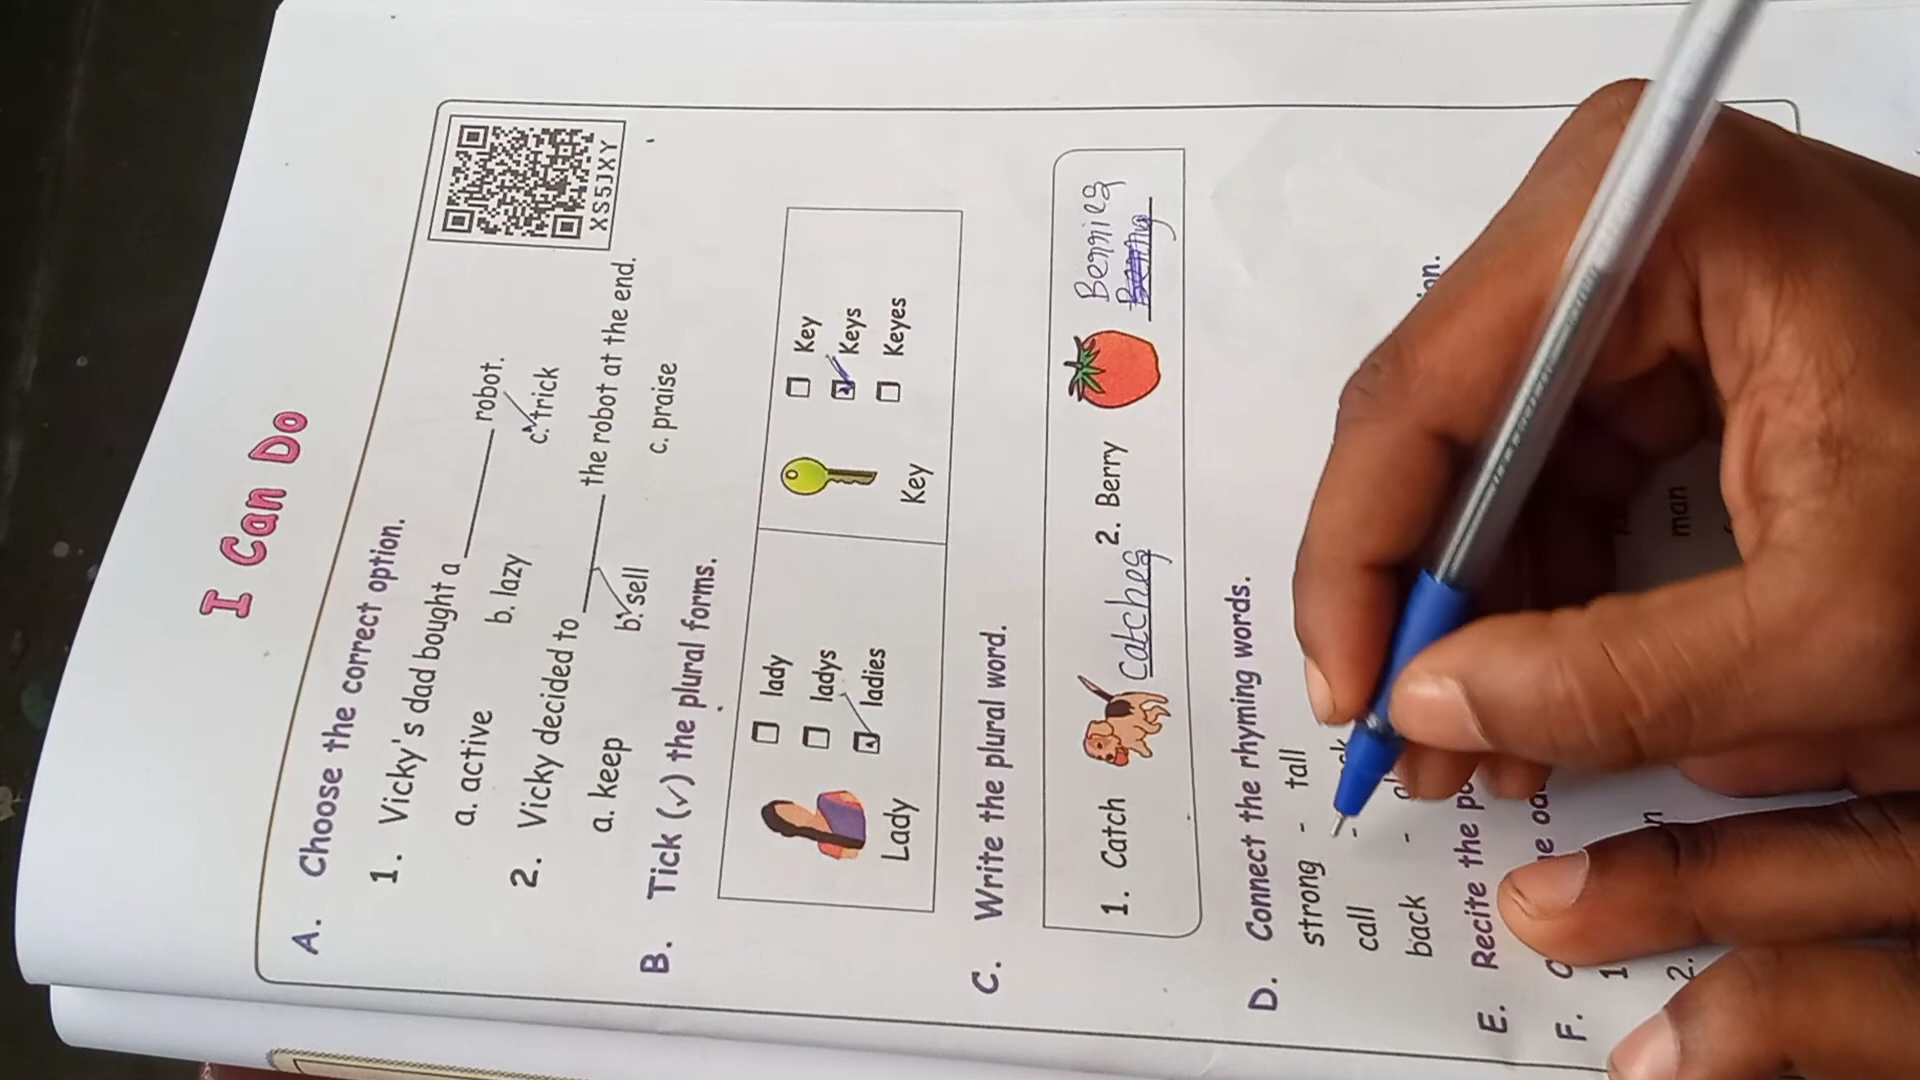 I Can Do
XS5JXY
A. Choose the correct option.
1. Vicky's dad bought a ______ robot.
a. active b. lazy c. trick
2. Vicky decided to ______ the robot at the end.
a. keep b. sell c. praise
B. Tick (✓) the plural forms.
lady
ladys
ladies
Lady
Key
Keys
Keyes
Key
C. Write the plural word.
1. Catch Catches 2. Berry Berries
D. Connect the rhyming words.
strong - tall
call -
back -
E. Recite the
F.
1
2. man